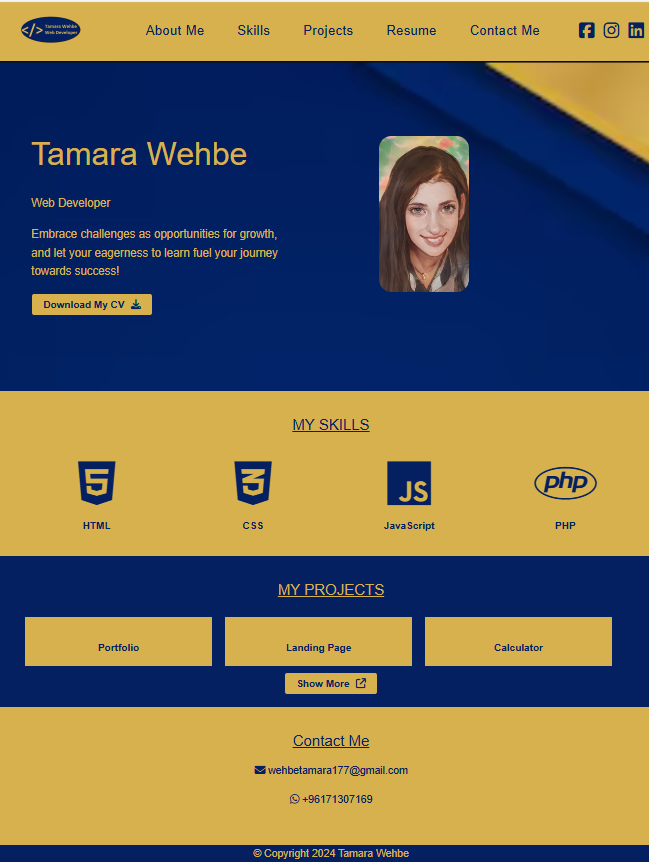 </> Tamara Wehbe
Web Developer
About Me Skills Projects Resume Contact Me
Tamara Wehbe
Web Developer
Embrace challenges as opportunities for growth,
and let your eagerness to learn fuel your journey
towards success!
Download My CV
MY SKILLS
5 3 JS php
HTML CSS JavaScript PHP
MY PROJECTS
Portfolio Landing Page Calculator
Show More
Contact Me
wehbetamara177@gmail.com
+96171307169
© Copyright 2024 Tamara Wehbe